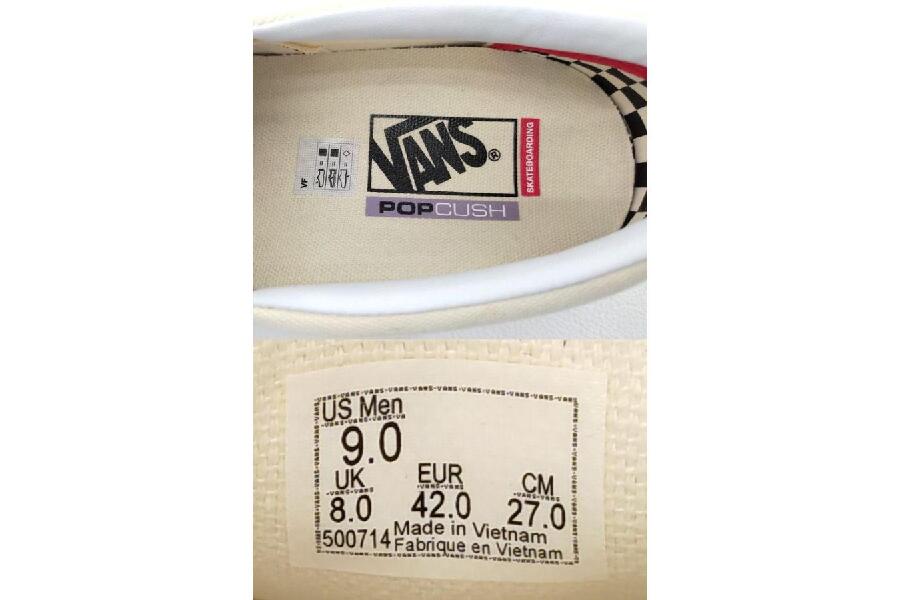 VANS®
SKATEBOARDING
POPCUSH
VF
US Men
9.0
UK EUR CM
8.0 42.0 27.0
500714 Made in Vietnam
Fabrique en Vietnam